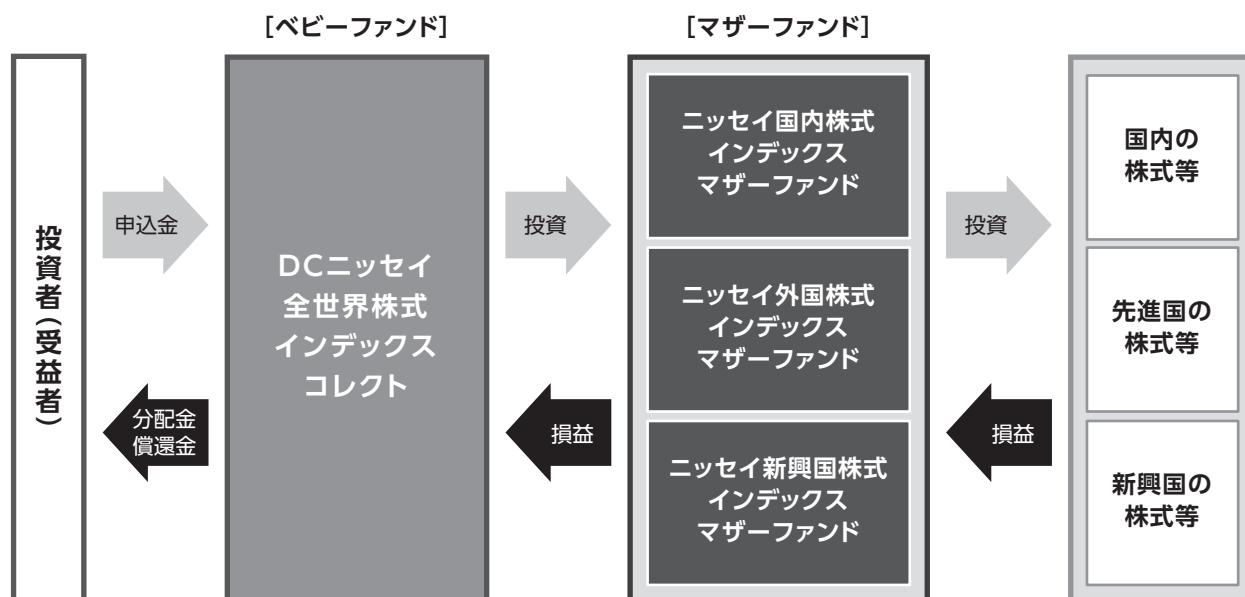 [ベビーファンド]
[マザーファンド]
投資者(受益者)
申込金
分配金
償還金
DCニッセイ
全世界株式
インデックス
コレクト
投資
損益
ニッセイ国内株式
インデックス
マザーファンド
ニッセイ外国株式
インデックス
マザーファンド
ニッセイ新興国株式
インデックス
マザーファンド
投資
損益
国内の
株式等
先進国の
株式等
新興国の
株式等